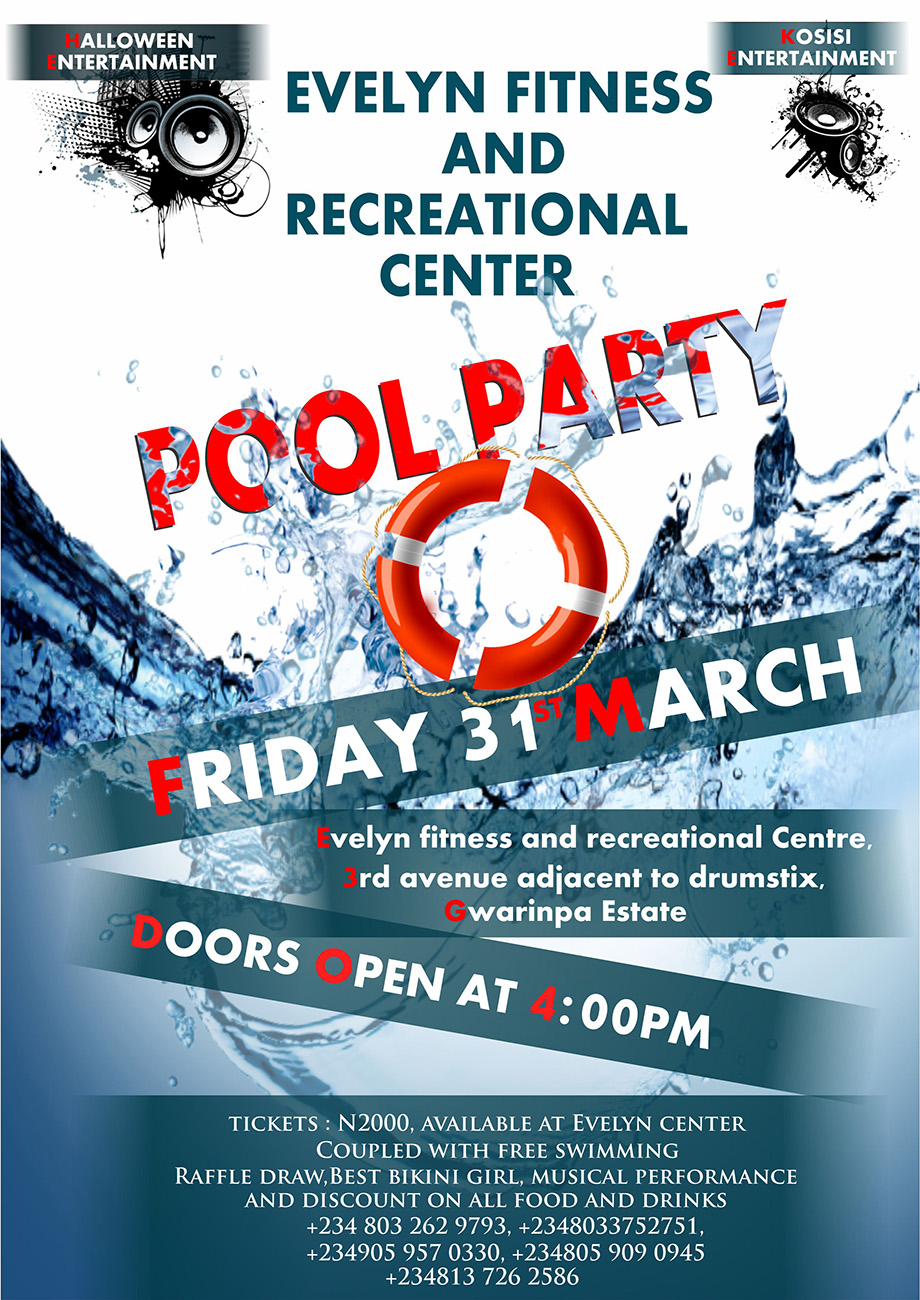 HALLOWEEN
ENTERTAINMENT
KOSISI
ENTERTAINMENT
EVELYN FITNESS
AND
RECREATIONAL
CENTER
POOL PARTY
FRIDAY 31ST MARCH
Evelyn fitness and recreational Centre,
3rd avenue adjacent to drumstix,
Gwarinpa Estate
DOORS OPEN AT 4:00PM
TICKETS : N2000, AVAILABLE AT EVELYN CENTER
COUPLED WITH FREE SWIMMING
RAFFLE DRAW,BEST BIKINI GIRL, MUSICAL PERFORMANCE
AND DISCOUNT ON ALL FOOD AND DRINKS
+234 803 262 9793, +2348033752751,
+234905 957 0330, +234805 909 0945
+234813 726 2586